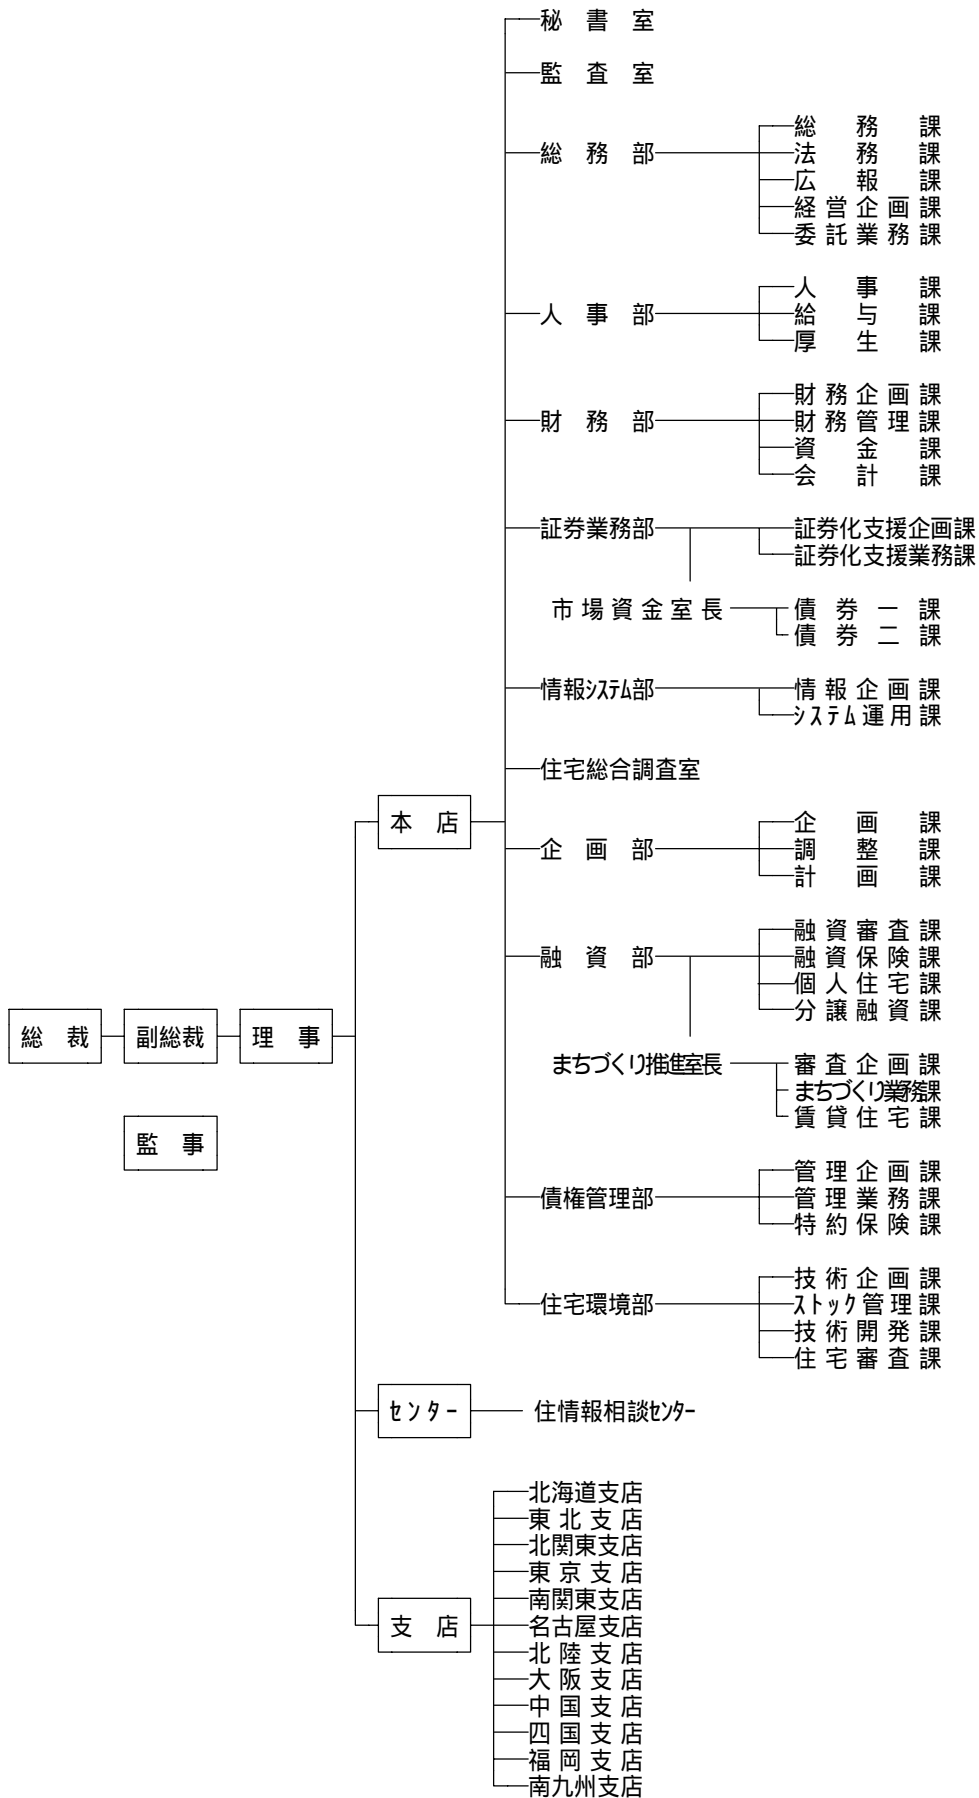 秘書室
監査室
総務部
総務課
法務課
広報課
経営企画課
委託業務課
人事部
人事課
給与課
厚生課
財務部
財務企画課
財務管理課
資金課
会計課
証券業務部
証券化支援企画課
証券化支援業務課
市場資金室長
債券一課
債券二課
情報システム部
情報企画課
システム運用課
住宅総合調査室
本店
企画部
企画課
調整課
計画課
融資部
融資審査課
融資保険課
個人住宅課
分譲融資課
総裁
副総裁
理事
まちづくり推進室長
審査企画課
まちづくり業務課
賃貸住宅課
監事
債権管理部
管理企画課
管理業務課
特約保険課
住宅環境部
技術企画課
ストック管理課
技術開発課
住宅審査課
センター
住情報相談センター
支店
北海道支店
東北支店
北関東支店
東京支店
南関東支店
名古屋支店
北陸支店
大阪支店
中国支店
四国支店
福岡支店
南九州支店